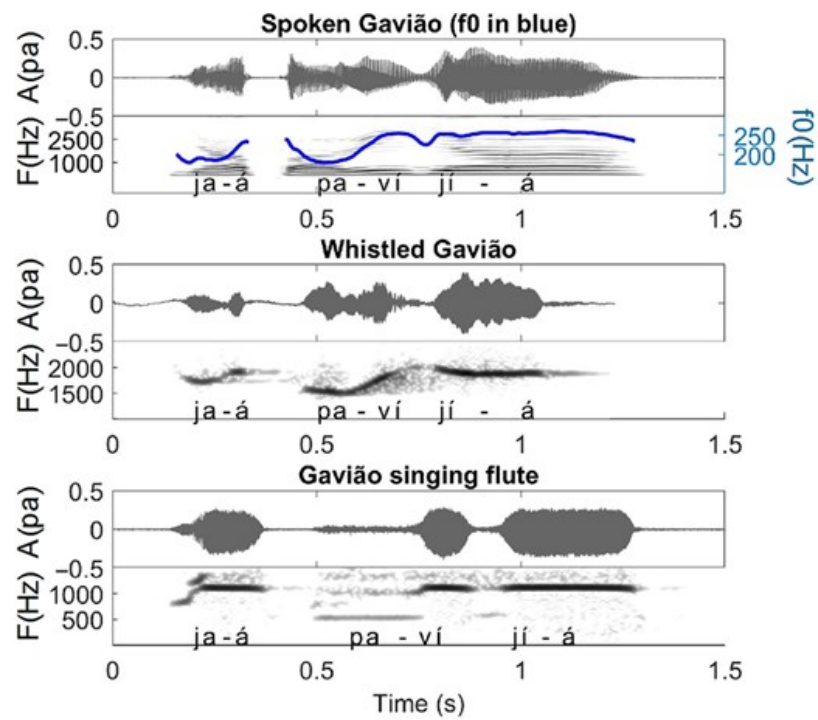 Spoken Gavião (f0 in blue)
A(pa)
0.5
0
−0.5
F(Hz)
2500
1000
f0(Hz)
250
200
ja-á pa - ví jí - á
0 0.5 1 1.5
Whistled Gavião
A(pa)
0.5
0
−0.5
F(Hz)
2000
1500
ja-á pa - ví jí - á
0 0.5 1 1.5
Gavião singing flute
A(pa)
0.5
0
−0.5
F(Hz)
1000
500
ja-á pa - ví jí - á
0 0.5 1 1.5
Time (s)